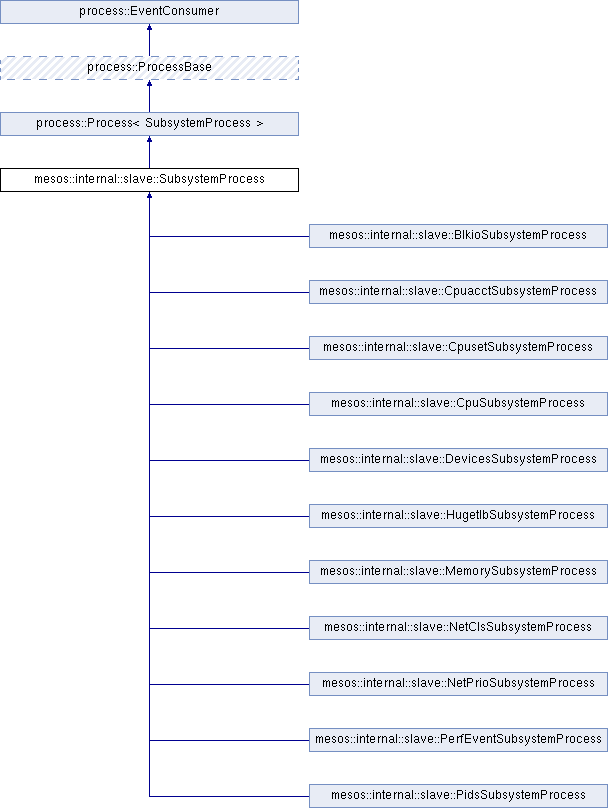 process::EventConsumer
process::ProcessBase
process::Process< SubsystemProcess >
mesos::internal::slave::SubsystemProcess
mesos::internal::slave::BlkioSubsystemProcess
mesos::internal::slave::CpuacctSubsystemProcess
mesos::internal::slave::CpusetSubsystemProcess
mesos::internal::slave::CpuSubsystemProcess
mesos::internal::slave::DevicesSubsystemProcess
mesos::internal::slave::HugetlbSubsystemProcess
mesos::internal::slave::MemorySubsystemProcess
mesos::internal::slave::NetClsSubsystemProcess
mesos::internal::slave::NetPrioSubsystemProcess
mesos::internal::slave::PerfEventSubsystemProcess
mesos::internal::slave::PidsSubsystemProcess